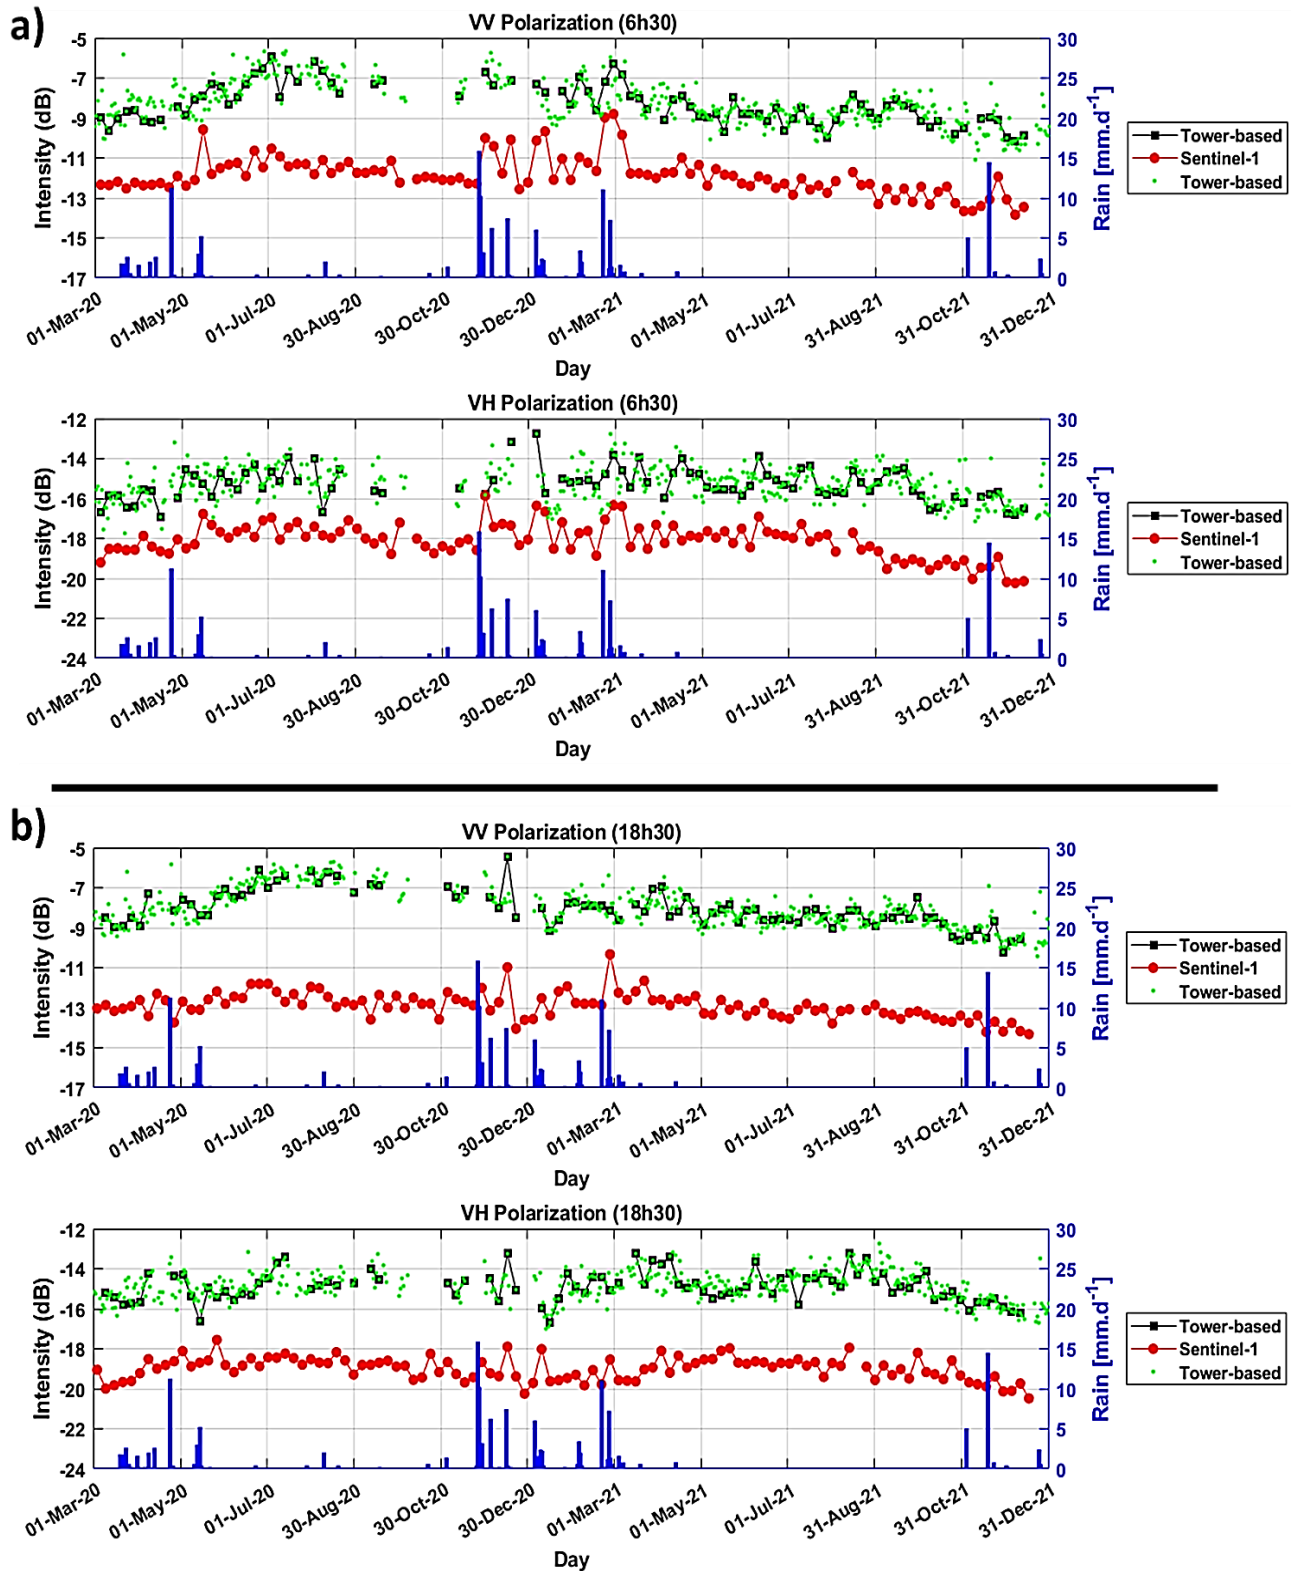 a)
VV Polarization (6h30)
Intensity (dB)
-5
-7
-9
-11
-13
-15
-17
30
25
20
15
10
5
0
Rain [mm.d-1]
01-Mar-20 01-May-20 01-Jul-20 30-Aug-20 30-Oct-20 30-Dec-20 01-Mar-21 01-May-21 01-Jul-21 31-Aug-21 31-Oct-21 31-Dec-21
Day
Tower-based
Sentinel-1
Tower-based
VH Polarization (6h30)
Intensity (dB)
-12
-14
-16
-18
-20
-22
-24
30
25
20
15
10
5
0
Rain [mm.d-1]
01-Mar-20 01-May-20 01-Jul-20 30-Aug-20 30-Oct-20 30-Dec-20 01-Mar-21 01-May-21 01-Jul-21 31-Aug-21 31-Oct-21 31-Dec-21
Day
Tower-based
Sentinel-1
Tower-based
b)
VV Polarization (18h30)
Intensity (dB)
-5
-7
-9
-11
-13
-15
-17
30
25
20
15
10
5
0
Rain [mm.d-1]
01-Mar-20 01-May-20 01-Jul-20 30-Aug-20 30-Oct-20 30-Dec-20 01-Mar-21 01-May-21 01-Jul-21 31-Aug-21 31-Oct-21 31-Dec-21
Day
Tower-based
Sentinel-1
Tower-based
VH Polarization (18h30)
Intensity (dB)
-12
-14
-16
-18
-20
-22
-24
30
25
20
15
10
5
0
Rain [mm.d-1]
01-Mar-20 01-May-20 01-Jul-20 30-Aug-20 30-Oct-20 30-Dec-20 01-Mar-21 01-May-21 01-Jul-21 31-Aug-21 31-Oct-21 31-Dec-21
Day
Tower-based
Sentinel-1
Tower-based